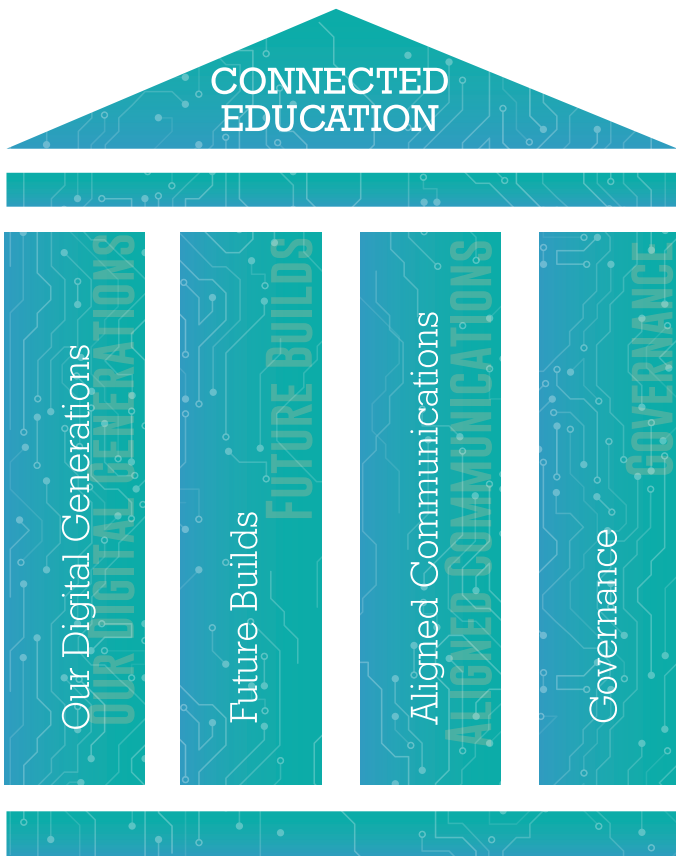 CONNECTED
EDUCATION
Our Digital Generations
OUR DIGITAL GENERATIONS
Future Builds
FUTURE BUILDS
Aligned Communications
ALIGNED COMMUNICATIONS
Governance
GOVERNANCE